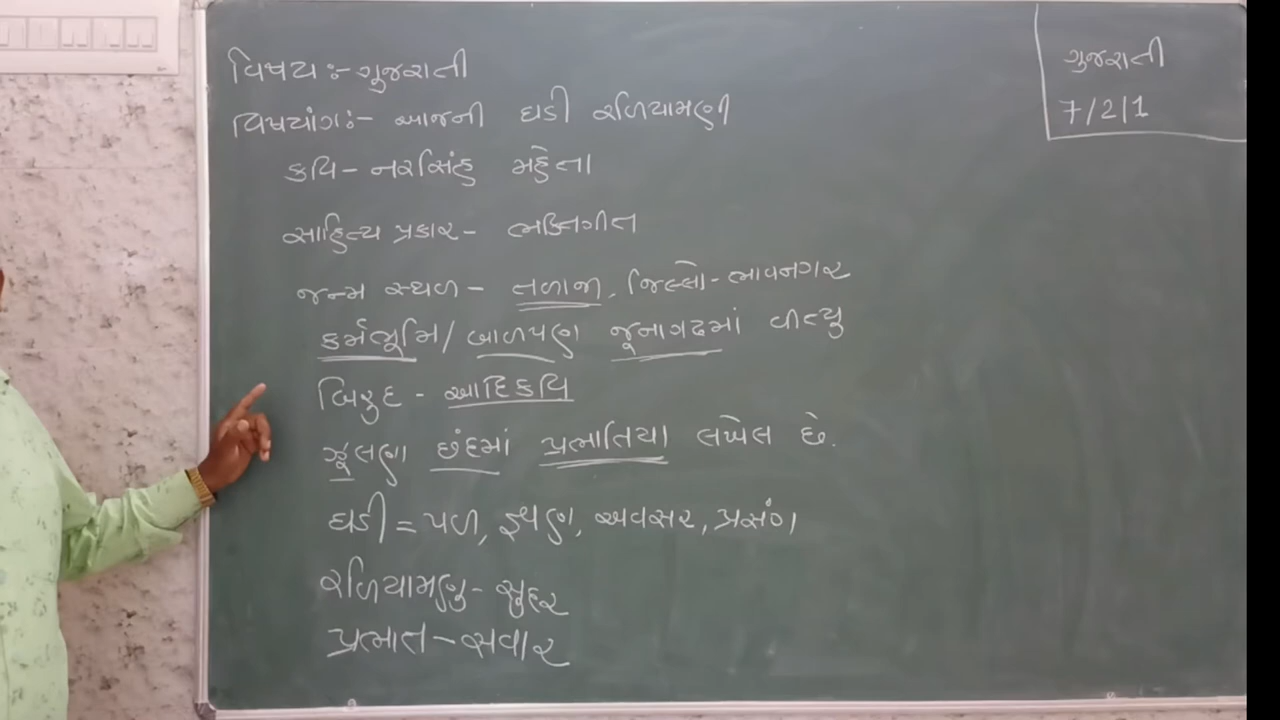 વિષય:- ગુજરાતી
વિષયાંગ:- આજની ઘડી રળિયામણી
કવિ - નરસિંહ મહેતા
સાહિત્ય પ્રકાર - ભક્તિગીત
જન્મ સ્થળ - તળાજા, જિલ્લો - ભાવનગર
કર્મભૂમિ / બાળપણ જૂનાગઢમાં વીત્યુ
બિરુદ - આદિકવિ
ઝૂલણા છંદમાં પ્રભાતિયા લખેલ છે.
ઘડી = પળ, ક્ષણ, અવસર, પ્રસંગ
રળિયામણુ - સુદર
પ્રભાત - સવાર
ગુજરાતી
7/2/1